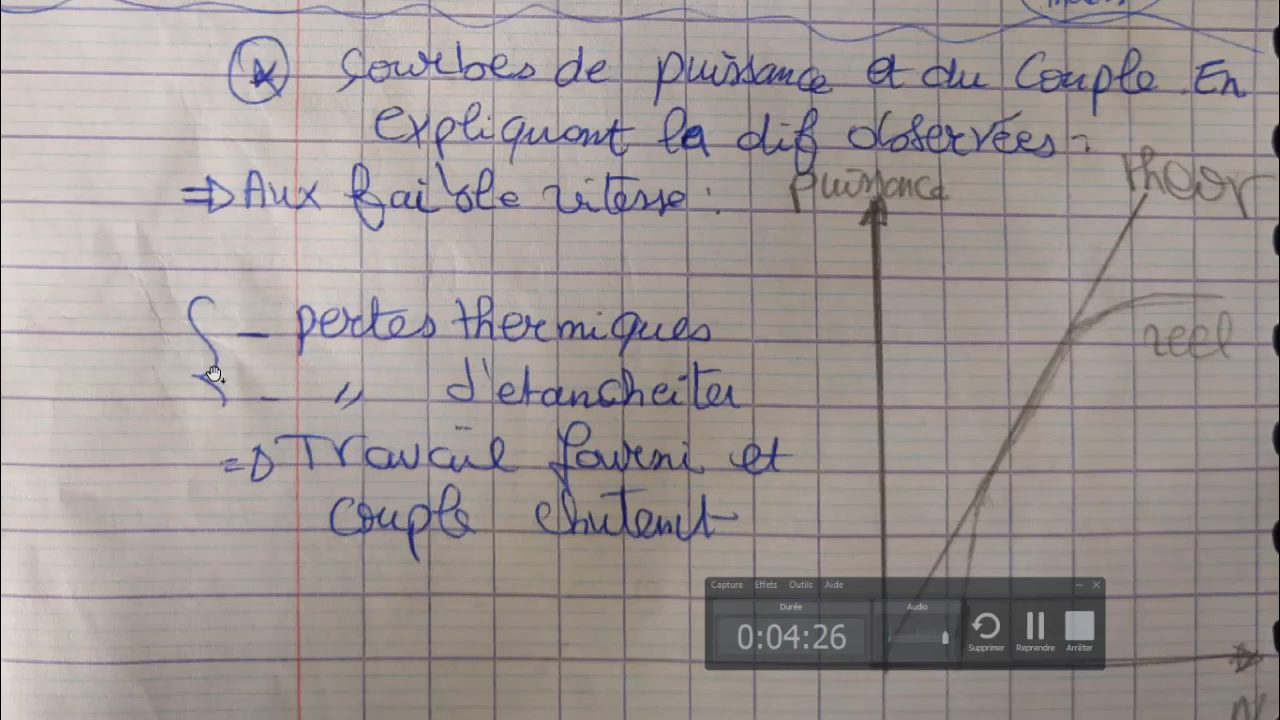 Courbes de puissance et du Couple. En
expliquant la dif observées :
=> Aux faible vitesse :
puissance
theor
- pertes thermiques
reel
- " d'etancheiter
=> Travail fourni et
couple chutent
Capture Effets Outils Aide
Durée
Audio
0:04:26
Supprimer Reprendre Arrêter
N